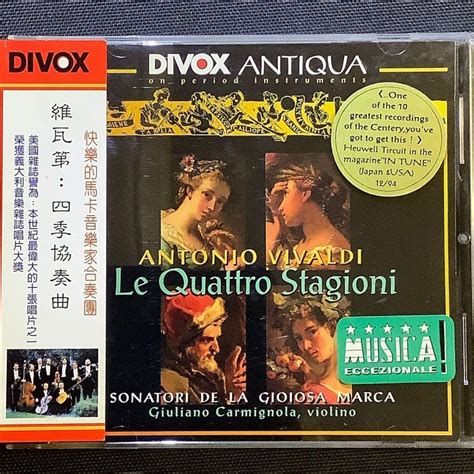 DIVOX
快樂的馬卡音樂家合奏團
維瓦第：四季協奏曲
美國雜誌譽為：本世紀最偉大的十張唱片之一
榮獲義大利音樂雜誌唱片大獎
DIVOX ANTIQUA
on period instruments
(...One
of the 10
greatest recordings
of the Centery,you've
got to get this ! )
Heuwell Tircuit in the
magazine"IN TUNE"
(Japan &USA)
12/94
ANTONIO VIVALDI
Le Quattro Stagioni
MUSICA!
ECCEZIONALE
SONATORI DE LA GIOIOSA MARCA
Giuliano Carmignola, violino